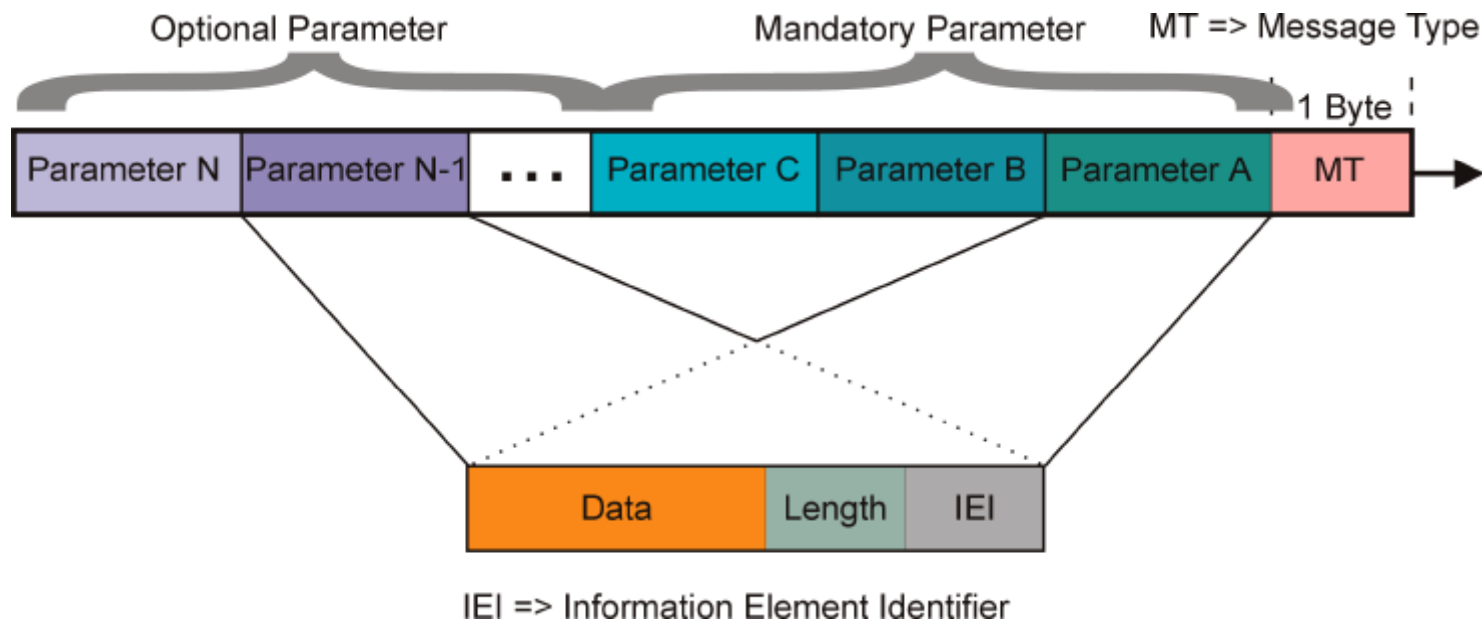 Optional Parameter
Mandatory Parameter
MT => Message Type
1 Byte
Parameter N
Parameter N-1
...
Parameter C
Parameter B
Parameter A
MT
Data
Length
IEI
IEI => Information Element Identifier